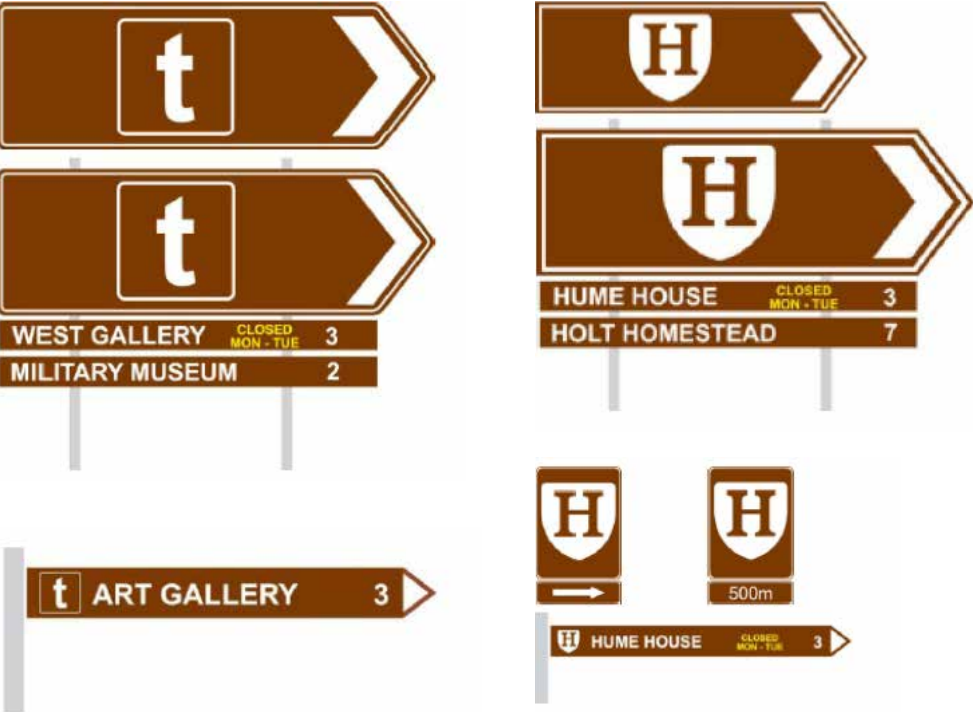 t
t
WEST GALLERY CLOSED MON - TUE 3
MILITARY MUSEUM 2
t ART GALLERY 3
H
H
HUME HOUSE CLOSED MON - TUE 3
HOLT HOMESTEAD 7
H H
500m
H HUME HOUSE CLOSED MON - TUE 3